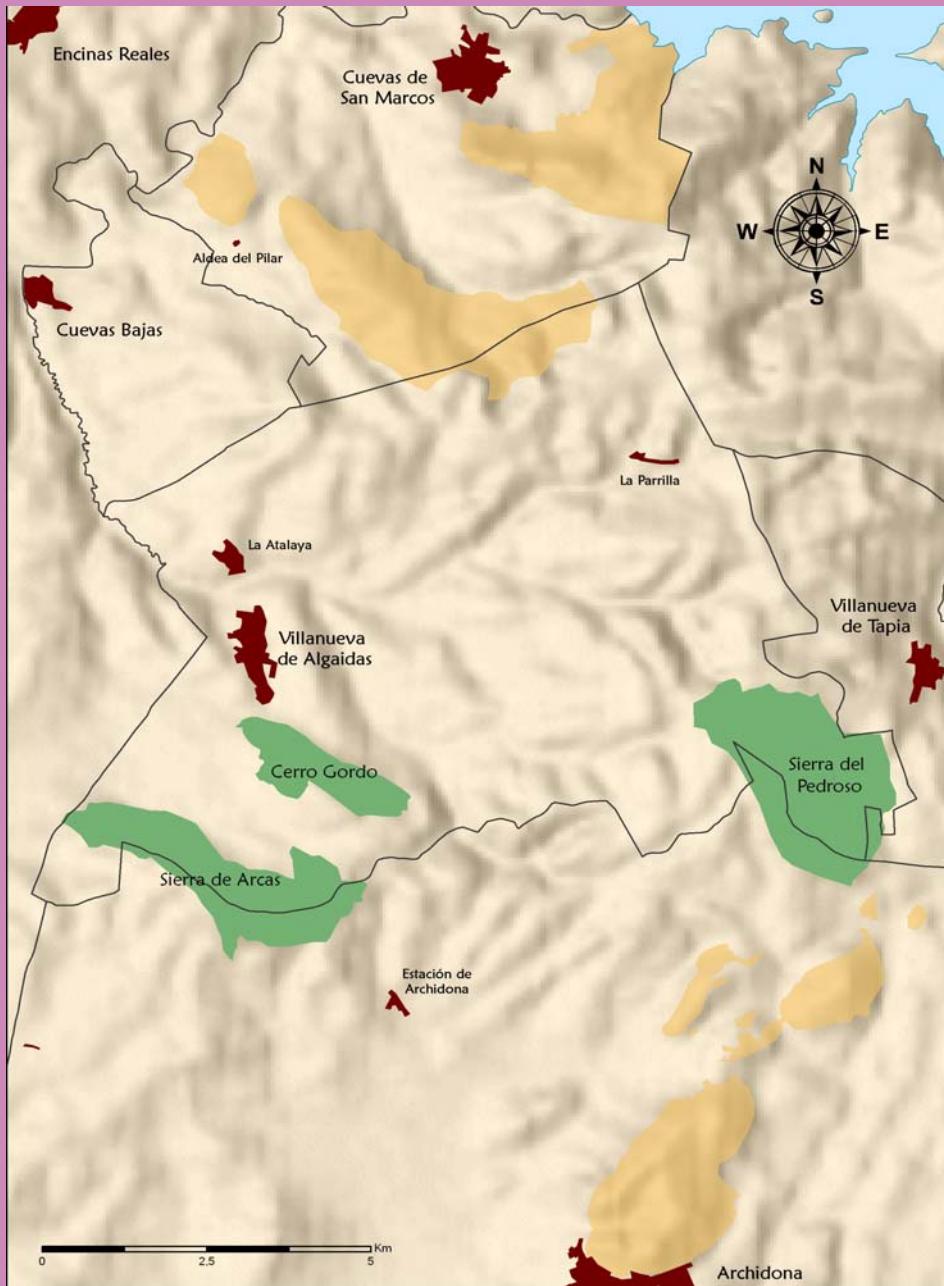 Encinas Reales
Cuevas de
San Marcos
N
W
E
S
Aldea del Pilar
Cuevas Bajas
La Parrilla
La Atalaya
Villanueva
de Tapia
Villanueva
de Algaidas
Cerro Gordo
Sierra del
Pedroso
Sierra de Arcas
Estación de
Archidona
Km
0
2.5
5
Archidona